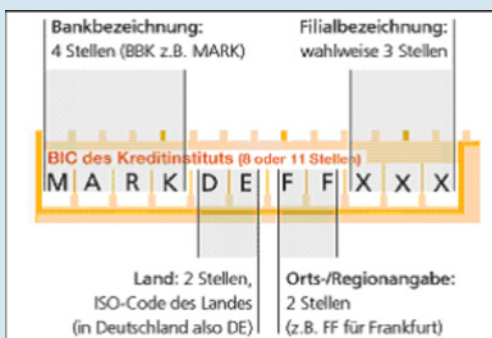 Bankbezeichnung:
4 Stellen (BBK z.B. MARK)
Filialbezeichnung:
wahlweise 3 Stellen
BIC des Kreditinstituts (8 oder 11 Stellen)
M A R K D E F F X X X
Land: 2 Stellen,
ISO-Code des Landes
(in Deutschland also DE)
Orts-/Regionangabe:
2 Stellen
(z.B. FF für Frankfurt)